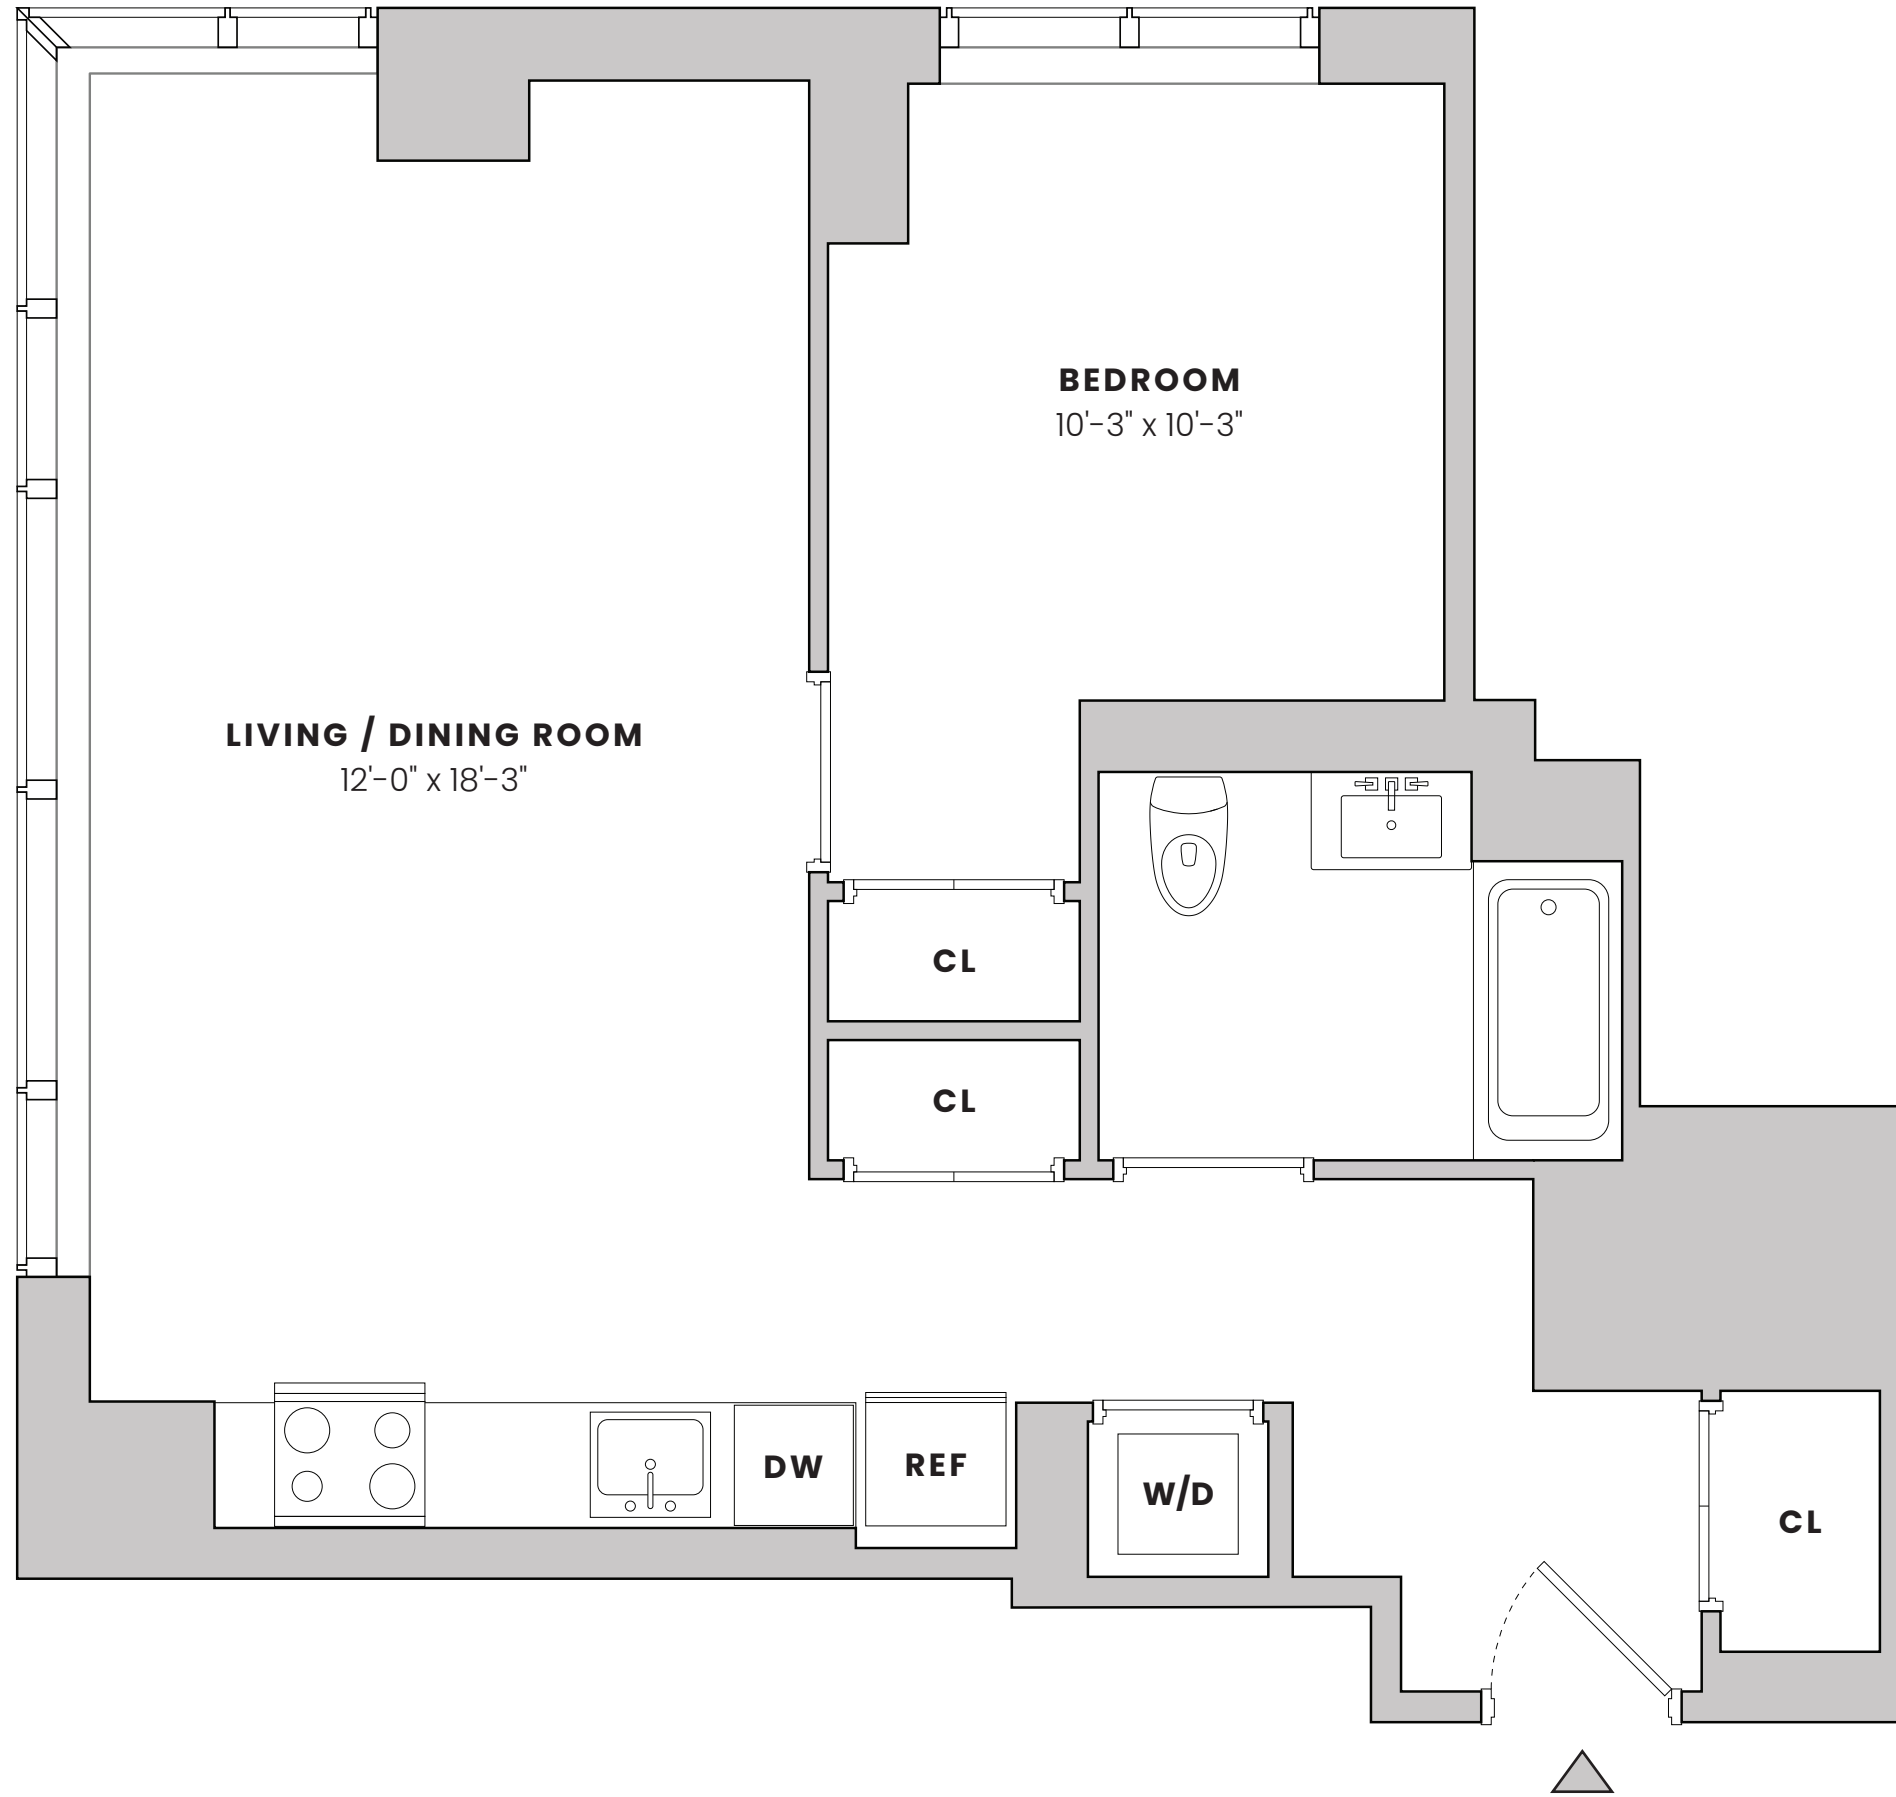 BEDROOM
10'-3" x 10'-3"
LIVING / DINING ROOM
12'-0" x 18'-3"
CL
CL
DW
REF
W/D
CL